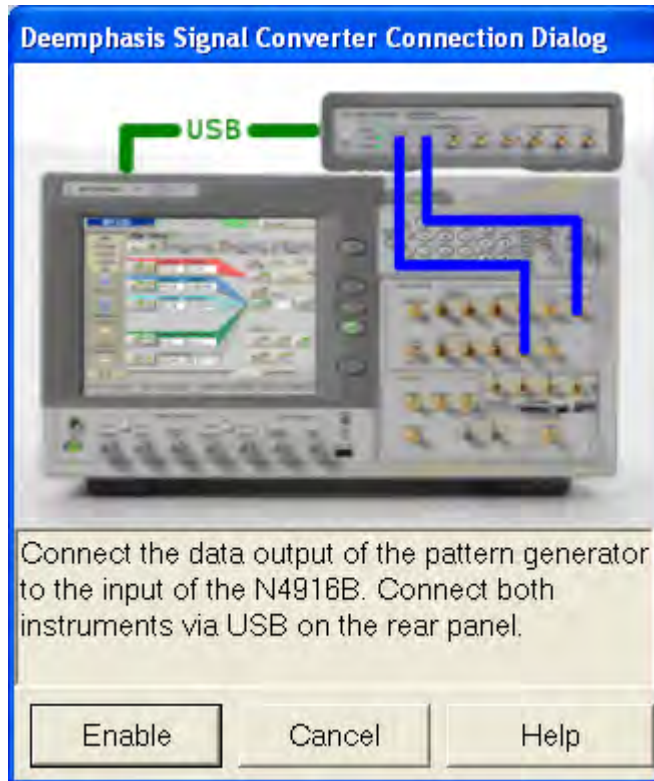 Deemphasis Signal Converter Connection Dialog
USB
Connect the data output of the pattern generator
to the input of the N4916B. Connect both
instruments via USB on the rear panel.
Enable
Cancel
Help